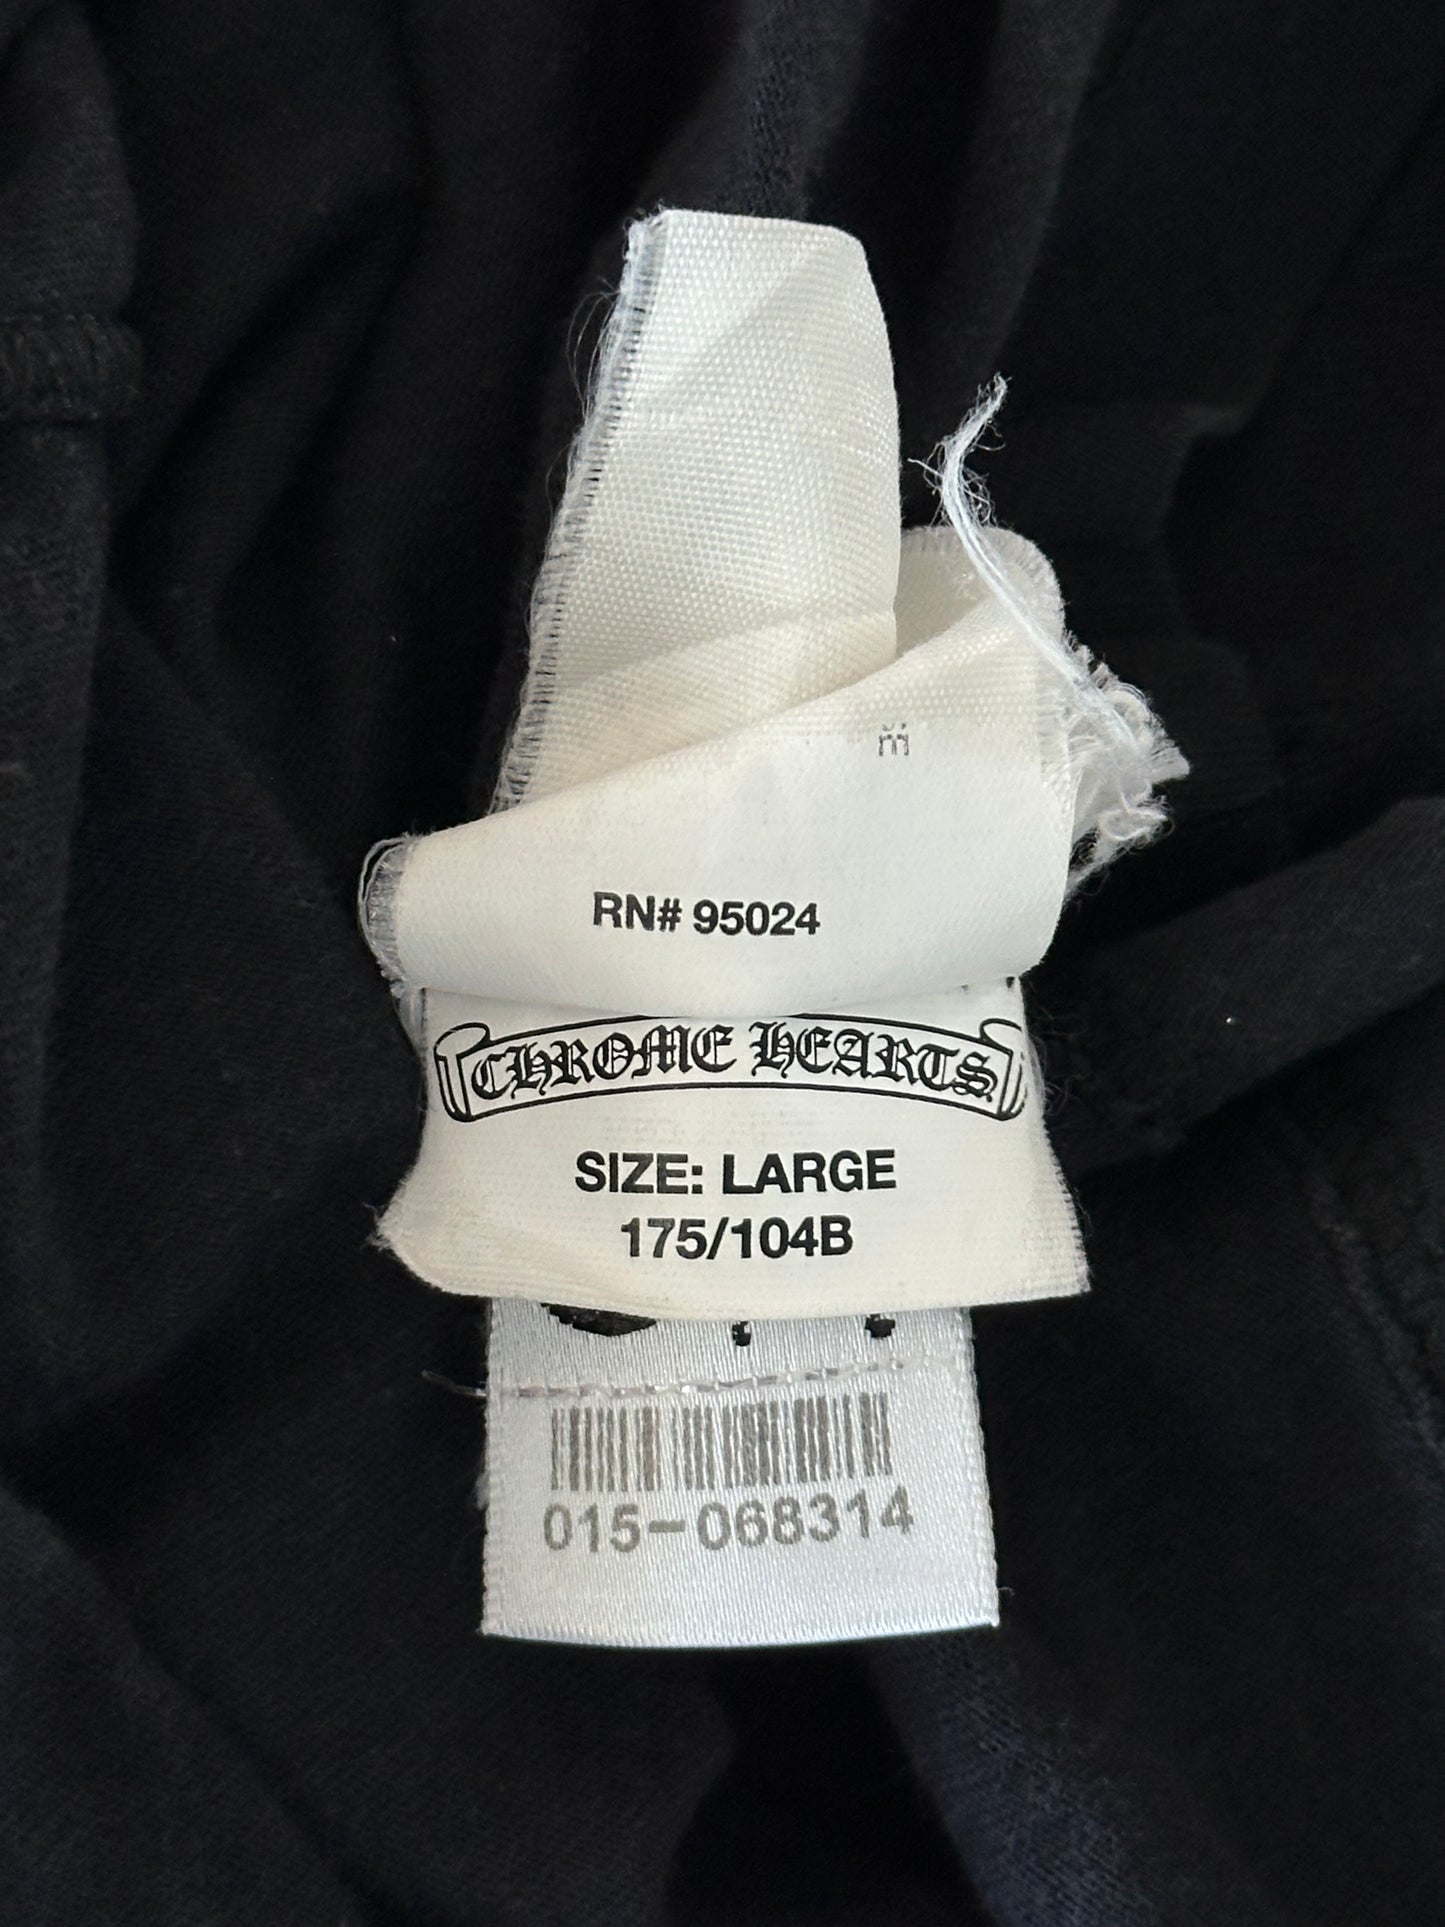 RN# 95024
CHROME HEARTS
SIZE: LARGE
175/104B
015-068314